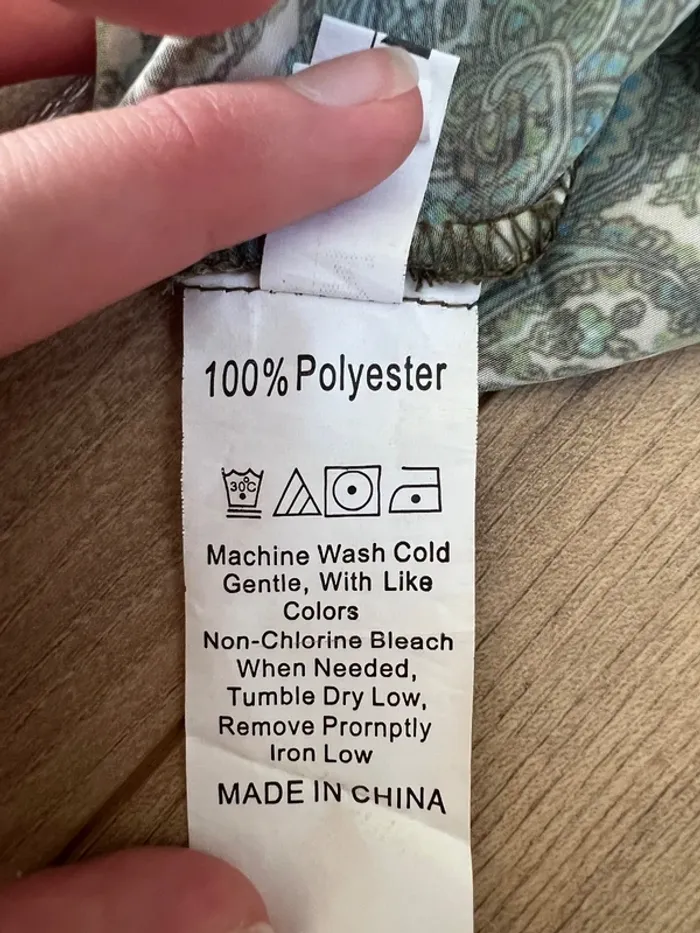 100% Polyester
30°C
Machine Wash Cold
Gentle, With Like
Colors
Non-Chlorine Bleach
When Needed,
Tumble Dry Low,
Remove Prornptly
Iron Low
MADE IN CHINA